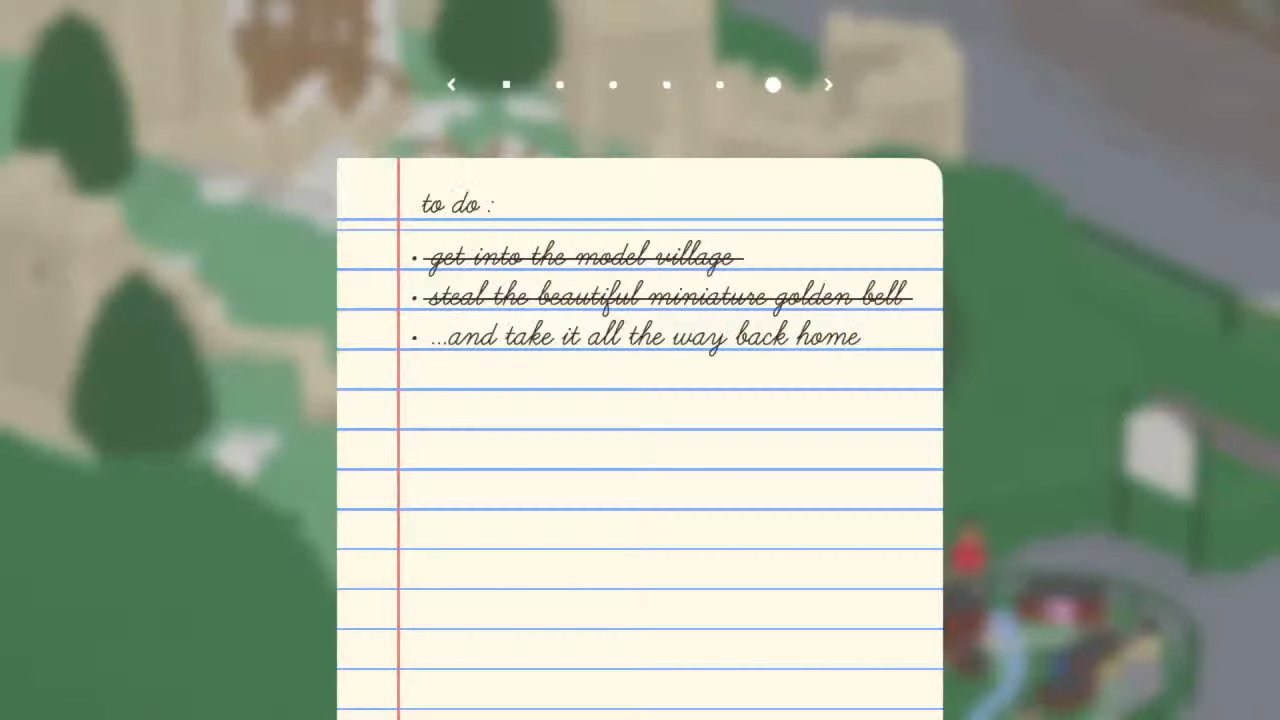 to do :
• get into the model village
• steal the beautiful miniature golden bell
• ...and take it all the way back home